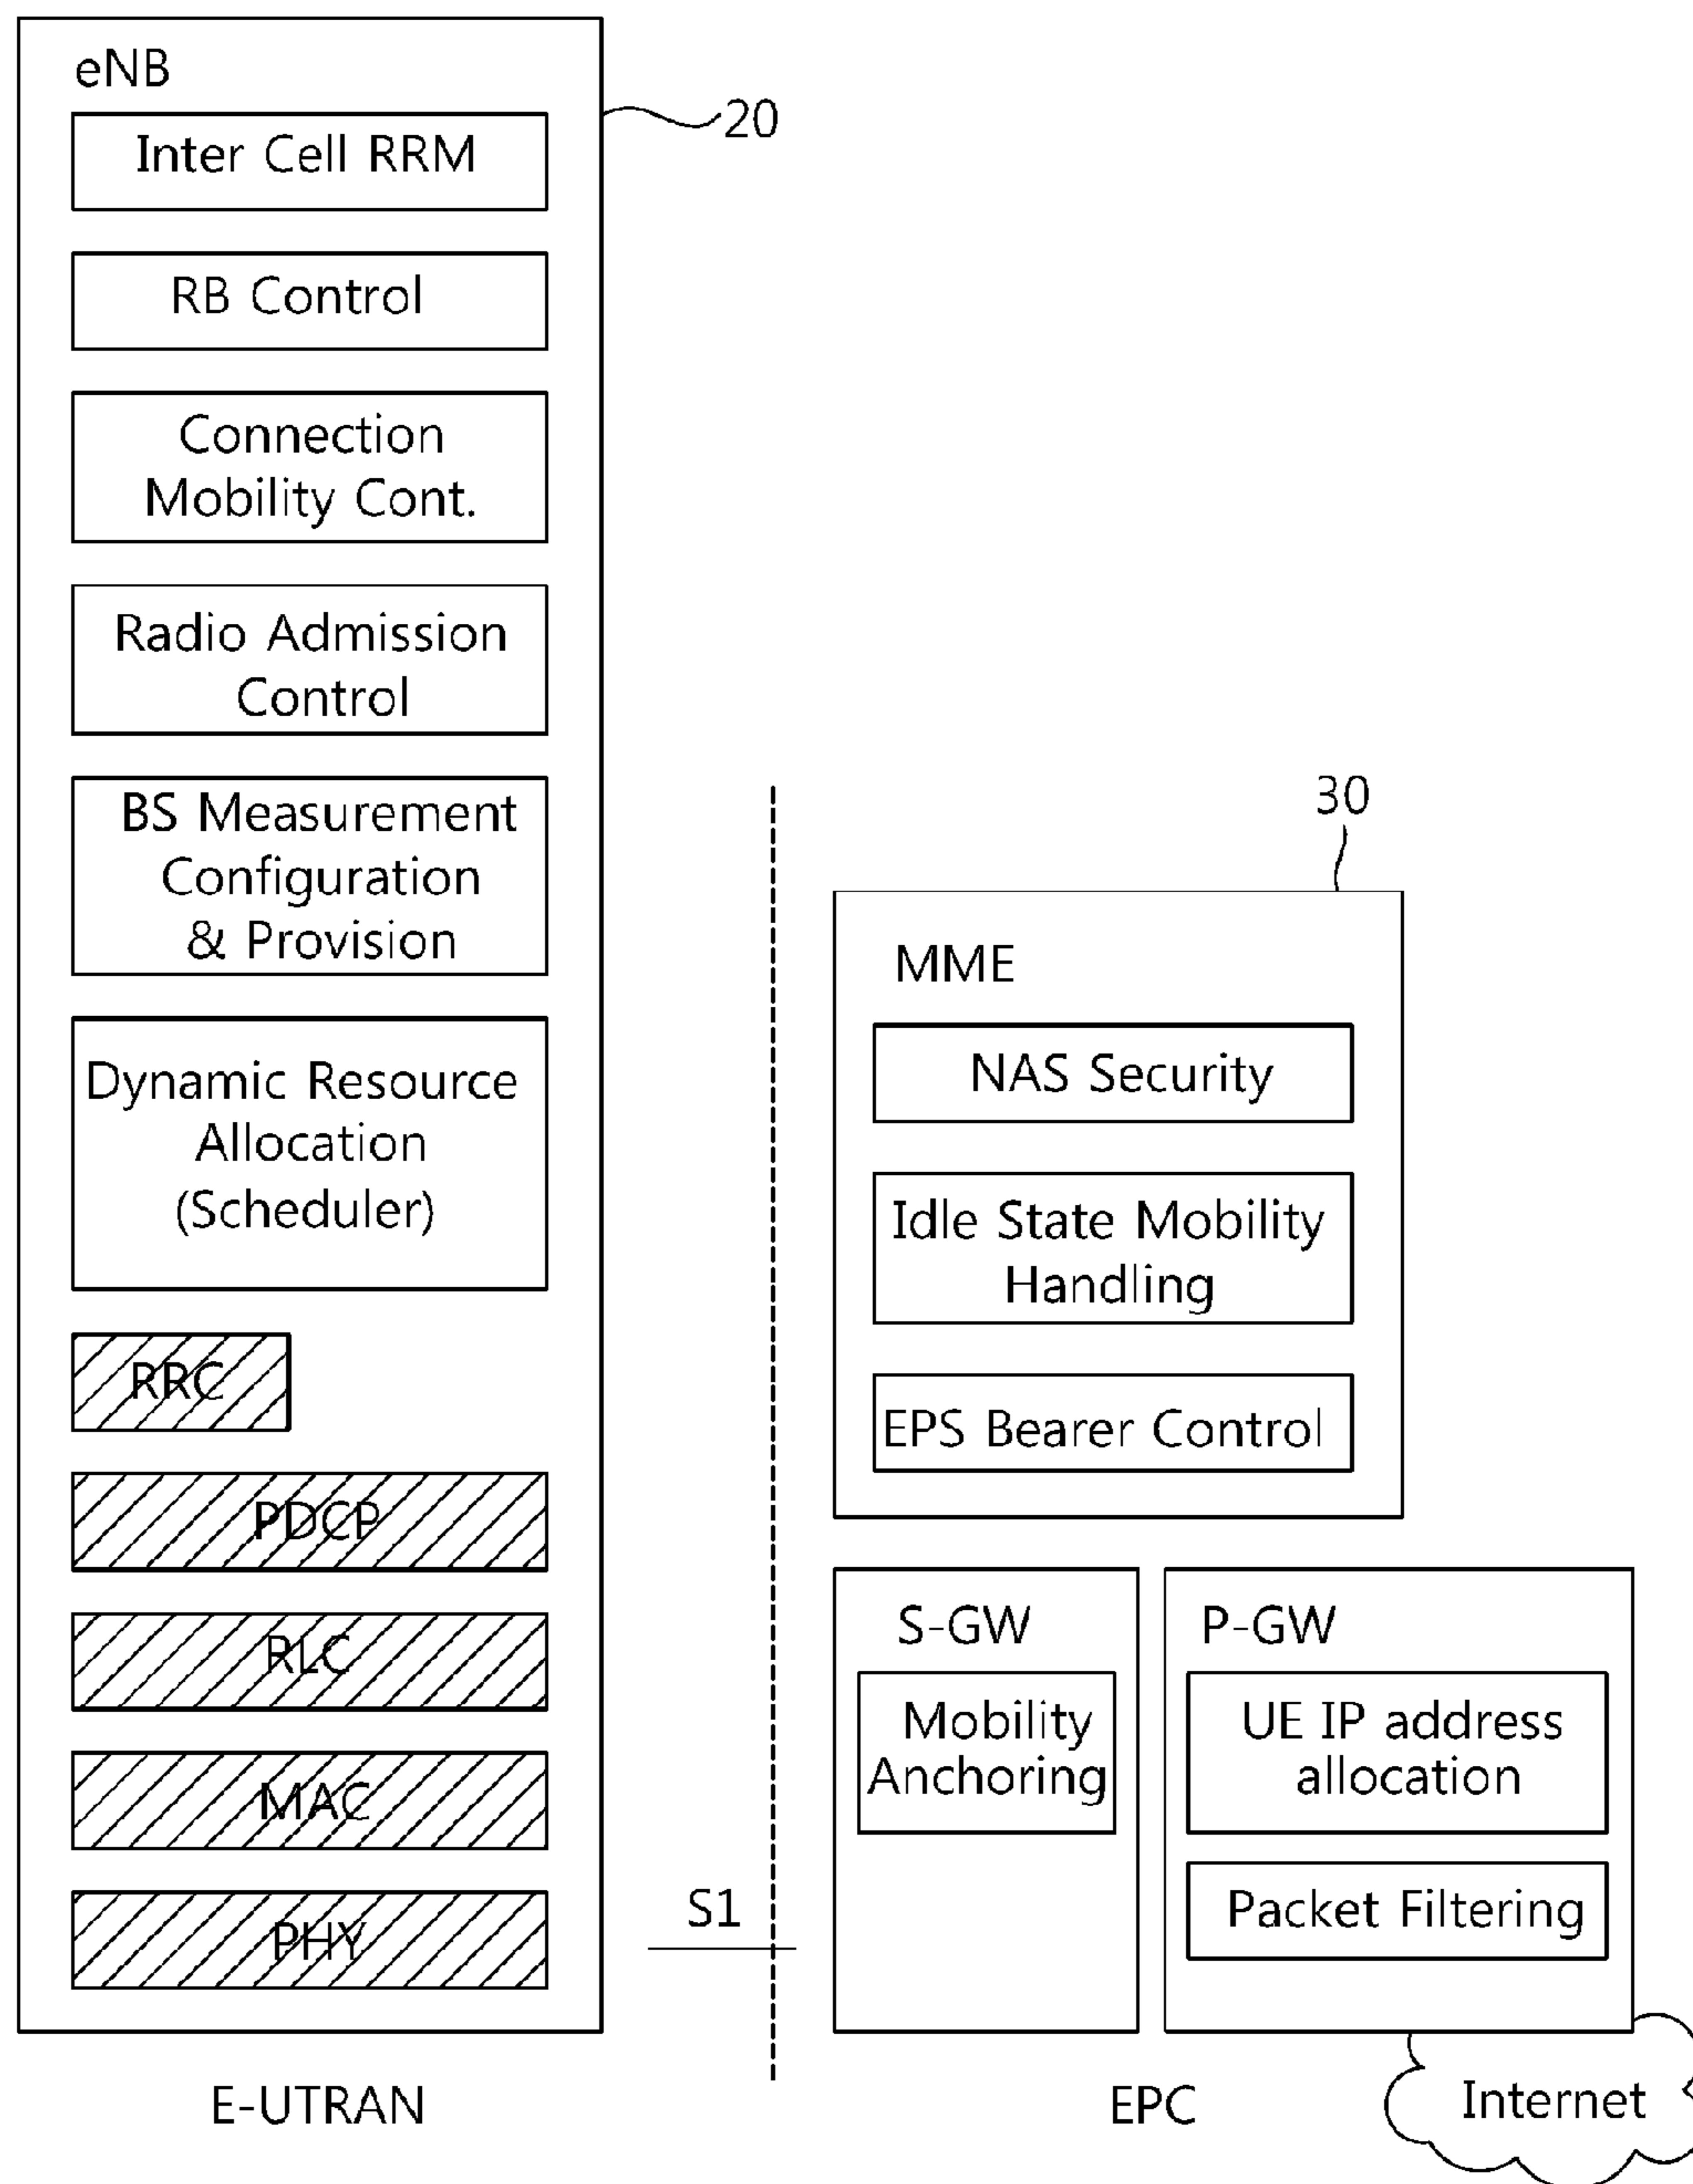 eNB
20
Inter Cell RRM
RB Control
Connection
Mobility Cont.
Radio Admission
Control
BS Measurement
Configuration
& Provision
Dynamic Resource
Allocation
(Scheduler)
RRC
PDCP
RLC
MAC
PHY
E-UTRAN
S1
30
MME
NAS Security
Idle State Mobility
Handling
EPS Bearer Control
S-GW
Mobility
Anchoring
P-GW
UE IP address
allocation
Packet Filtering
EPC
Internet